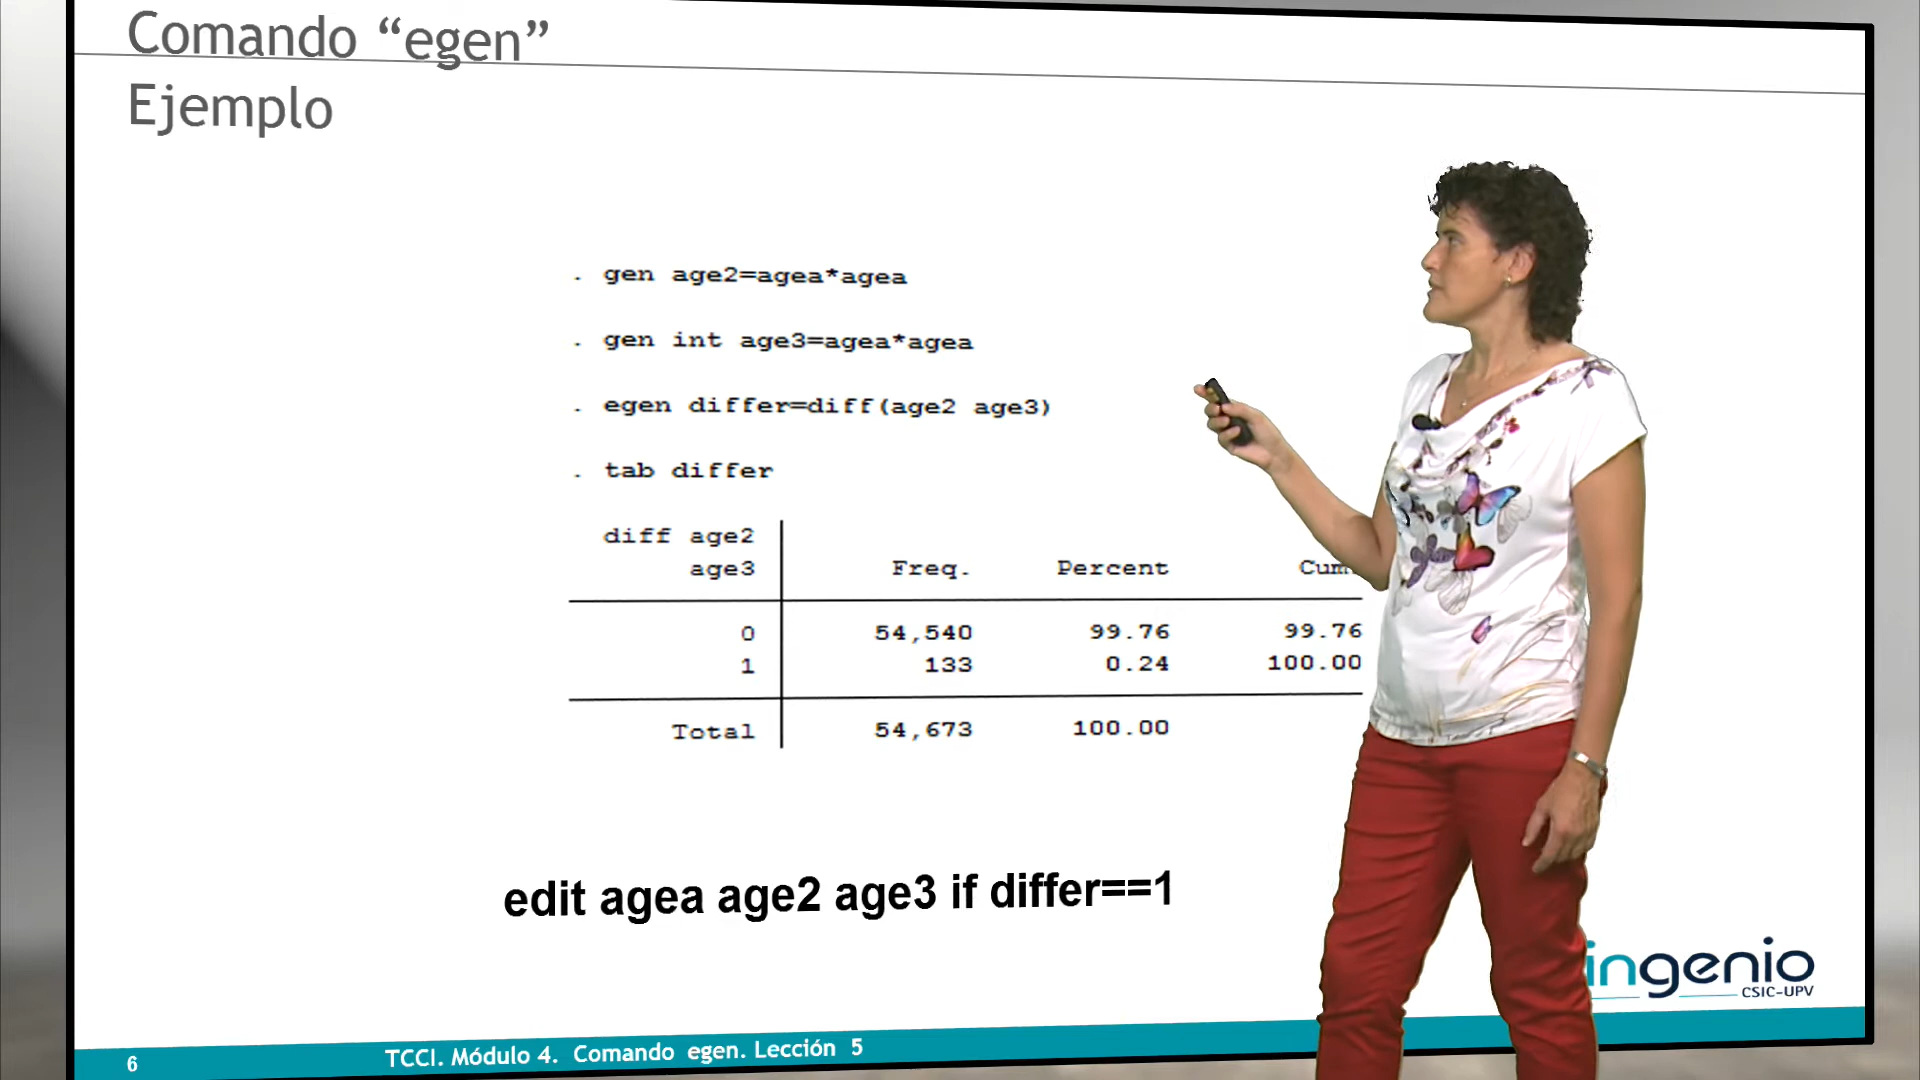 Comando “egen”
Ejemplo
. gen age2=agea*agea
. gen int age3=agea*agea
. egen differ=diff(age2 age3)
. tab differ
diff age2
age3 Freq. Percent Cum.
0 54,540 99.76 99.76
1 133 0.24 100.00
Total 54,673 100.00
edit agea age2 age3 if differ==1
ingenio
CSIC-UPV
6 TCCI. Módulo 4. Comando egen. Lección 5